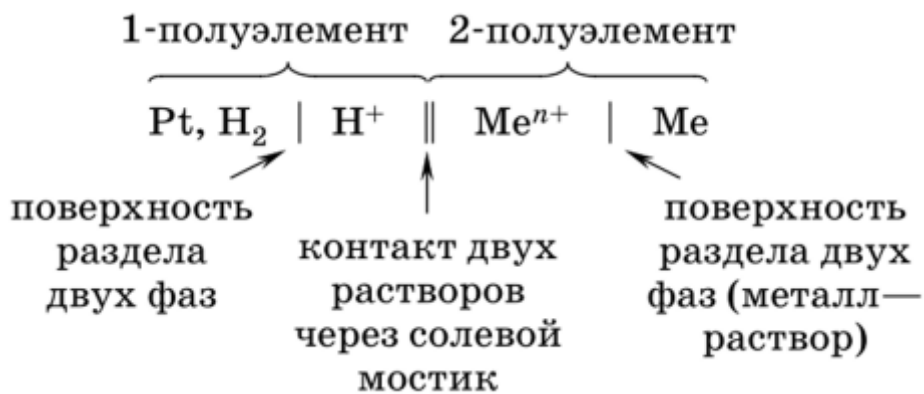 1-полуэлемент 2-полуэлемент
Pt, H₂ | H⁺ || Meⁿ⁺ | Me
поверхность
раздела
двух фаз
контакт двух
растворов
через солевой
мостик
поверхность
раздела двух
фаз (металл—
раствор)